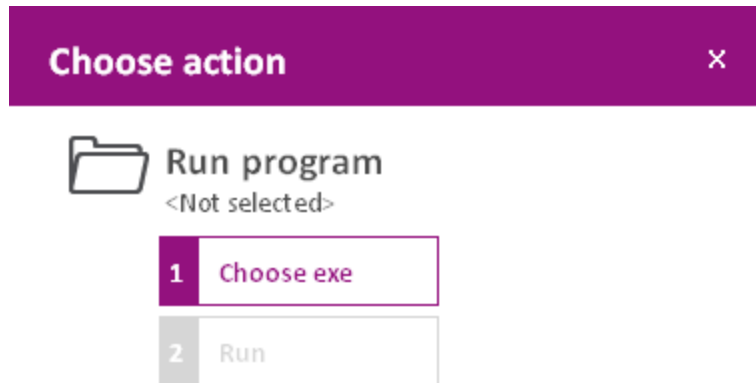 Choose action
×
Run program
<Not selected>
1 Choose exe
2 Run